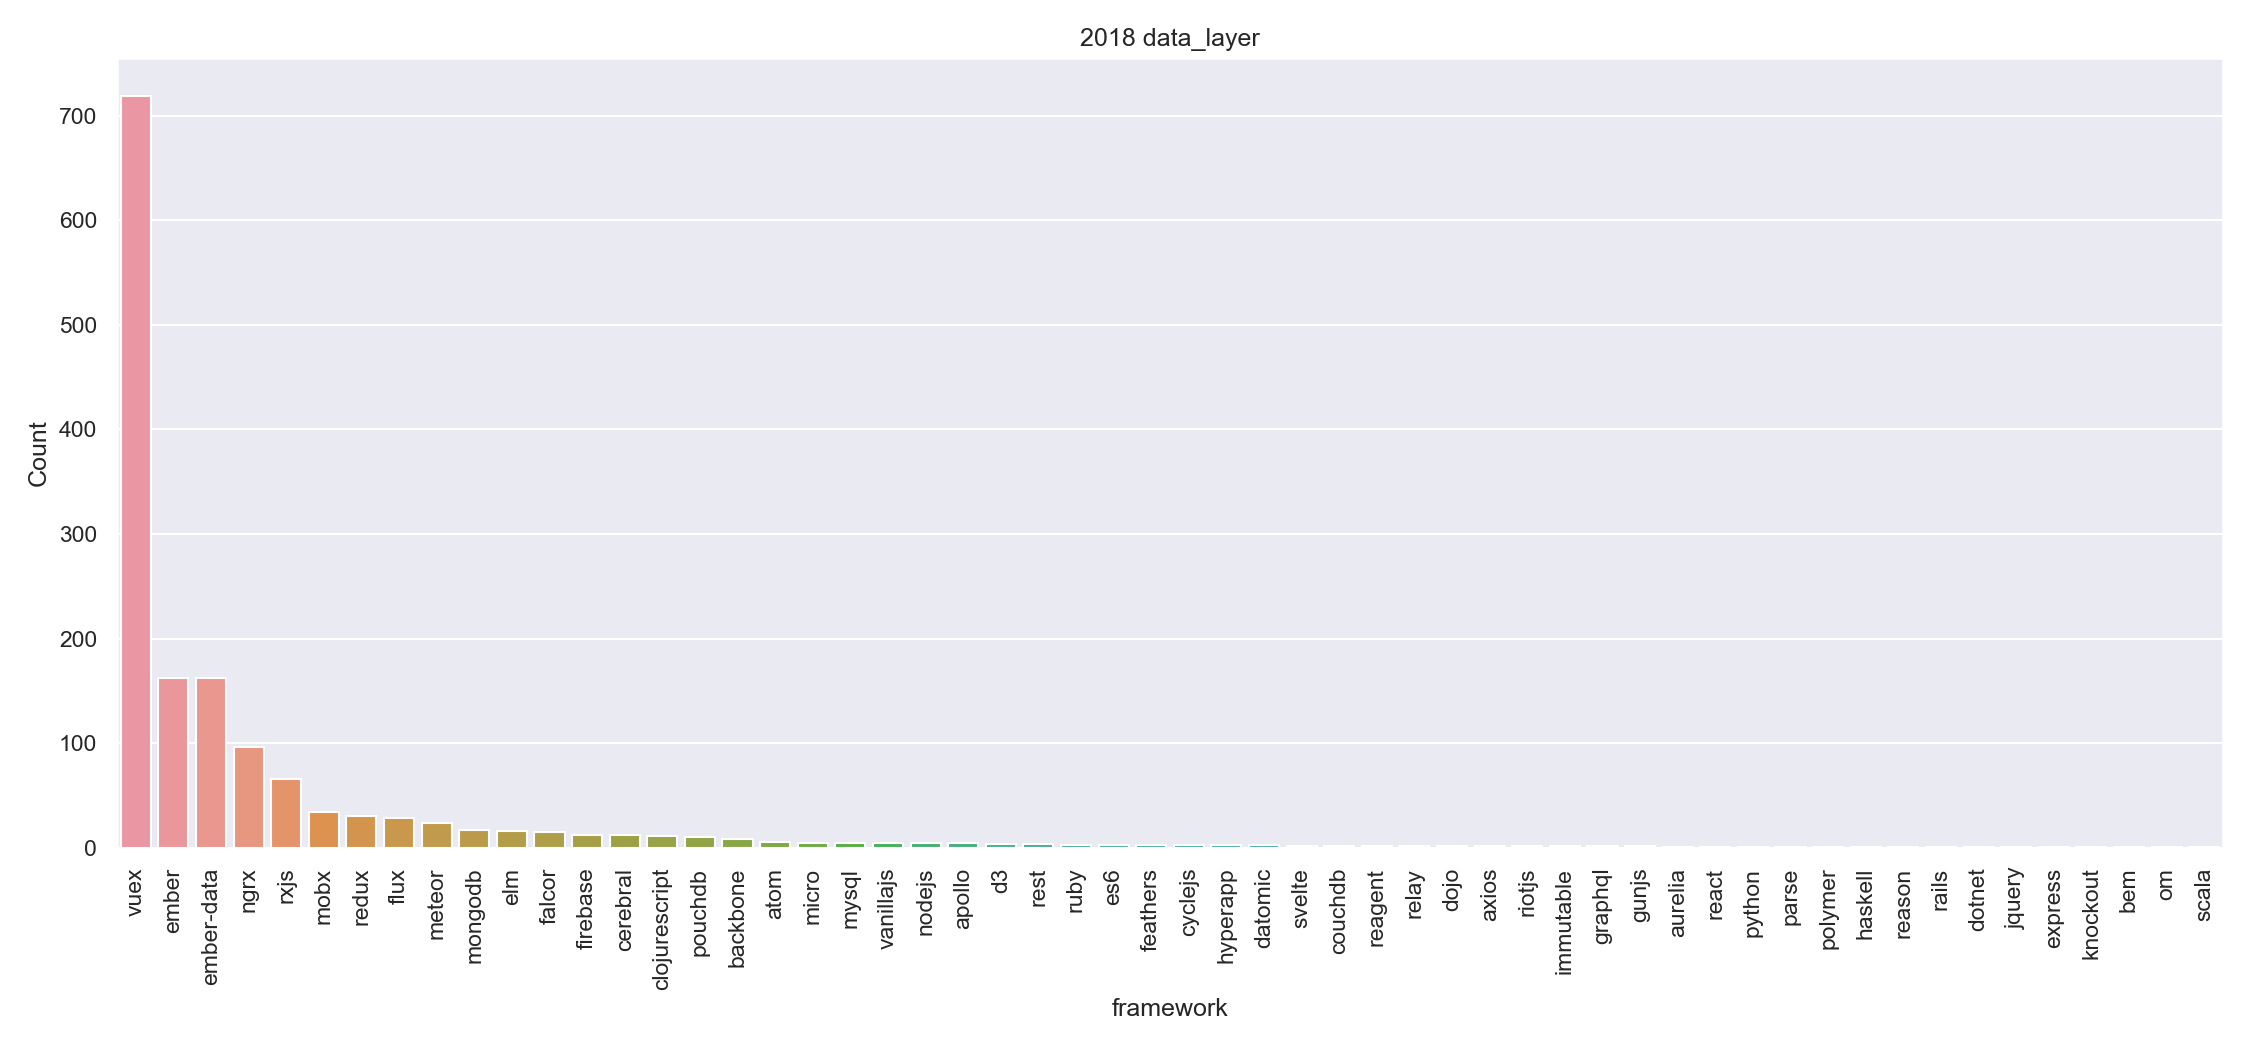 2018 data_layer
700
600
500
400
300
200
100
0
Count
vuex
ember
ember-data
ngrx
rxjs
mobx
redux
flux
meteor
mongodb
elm
falcor
firebase
cerebral
clojurescript
pouchdb
backbone
atom
micro
mysql
vanillajs
nodejs
apollo
d3
rest
ruby
es6
feathers
cyclejs
hyperapp
datomic
svelte
couchdb
reagent
relay
dojo
axios
riotjs
immutable
graphql
gunjs
aurelia
react
python
parse
polymer
haskell
reason
rails
dotnet
jquery
express
knockout
bem
om
scala
framework